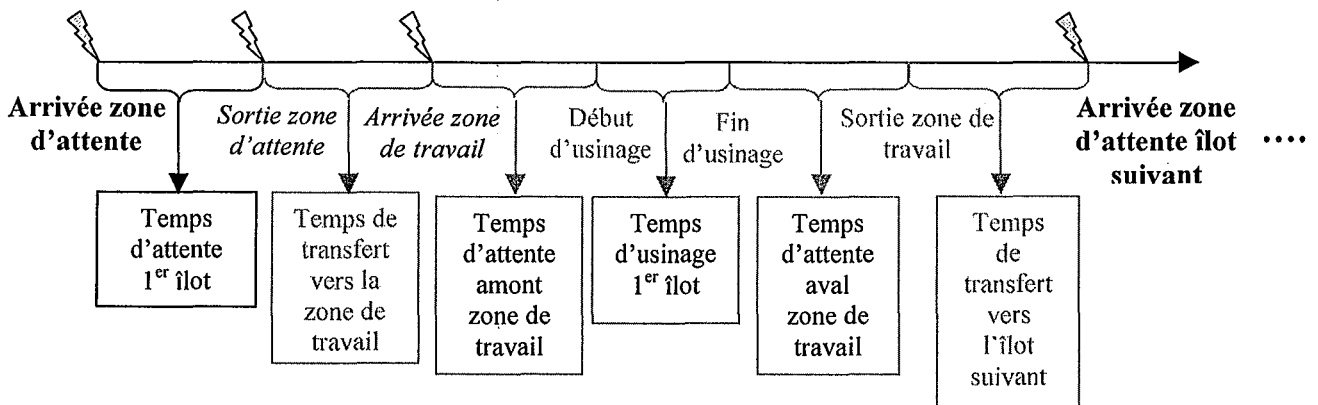 Arrivée zone
d'attente
Sortie zone
d'attente
Arrivée zone
de travail
Début
d'usinage
Fin
d'usinage
Sortie zone de
travail
Arrivée zone
d'attente îlot
suivant
....
Temps
d'attente
1er îlot
Temps de
transfert
vers la
zone de
travail
Temps
d'attente
amont
zone de
travail
Temps
d'usinage
1er îlot
Temps
d'attente
aval
zone de
travail
Temps
de
transfert
vers
l'îlot
suivant